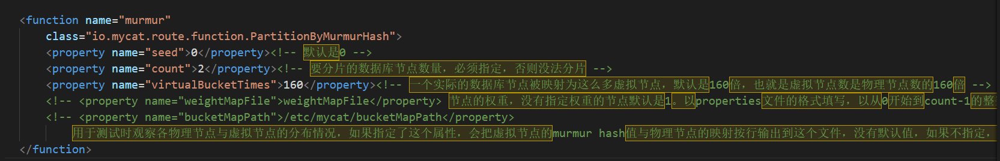 <function name="murmur"
class="io.mycat.route.function.PartitionByMurmurHash">
<property name="seed">0</property><!-- 默认是0 -->
<property name="count">2</property><!-- 要分片的数据库节点数量，必须指定，否则没法分片 -->
<property name="virtualBucketTimes">160</property><!-- 一个实际的数据库节点被映射为这么多虚拟节点，默认是160倍，也就是虚拟节点数是物理节点数的160倍 -->
<!-- <property name="weightMapFile">weightMapFile</property> 节点的权重，没有指定权重的节点默认是1。以properties文件的格式填写，以从0开始到count-1的整
<!-- <property name="bucketMapPath">/etc/mycat/bucketMapPath</property>
用于测试时观察各物理节点与虚拟节点的分布情况，如果指定了这个属性，会把虚拟节点的murmur hash值与物理节点的映射按行输出到这个文件，没有默认值，如果不指定，
</function>